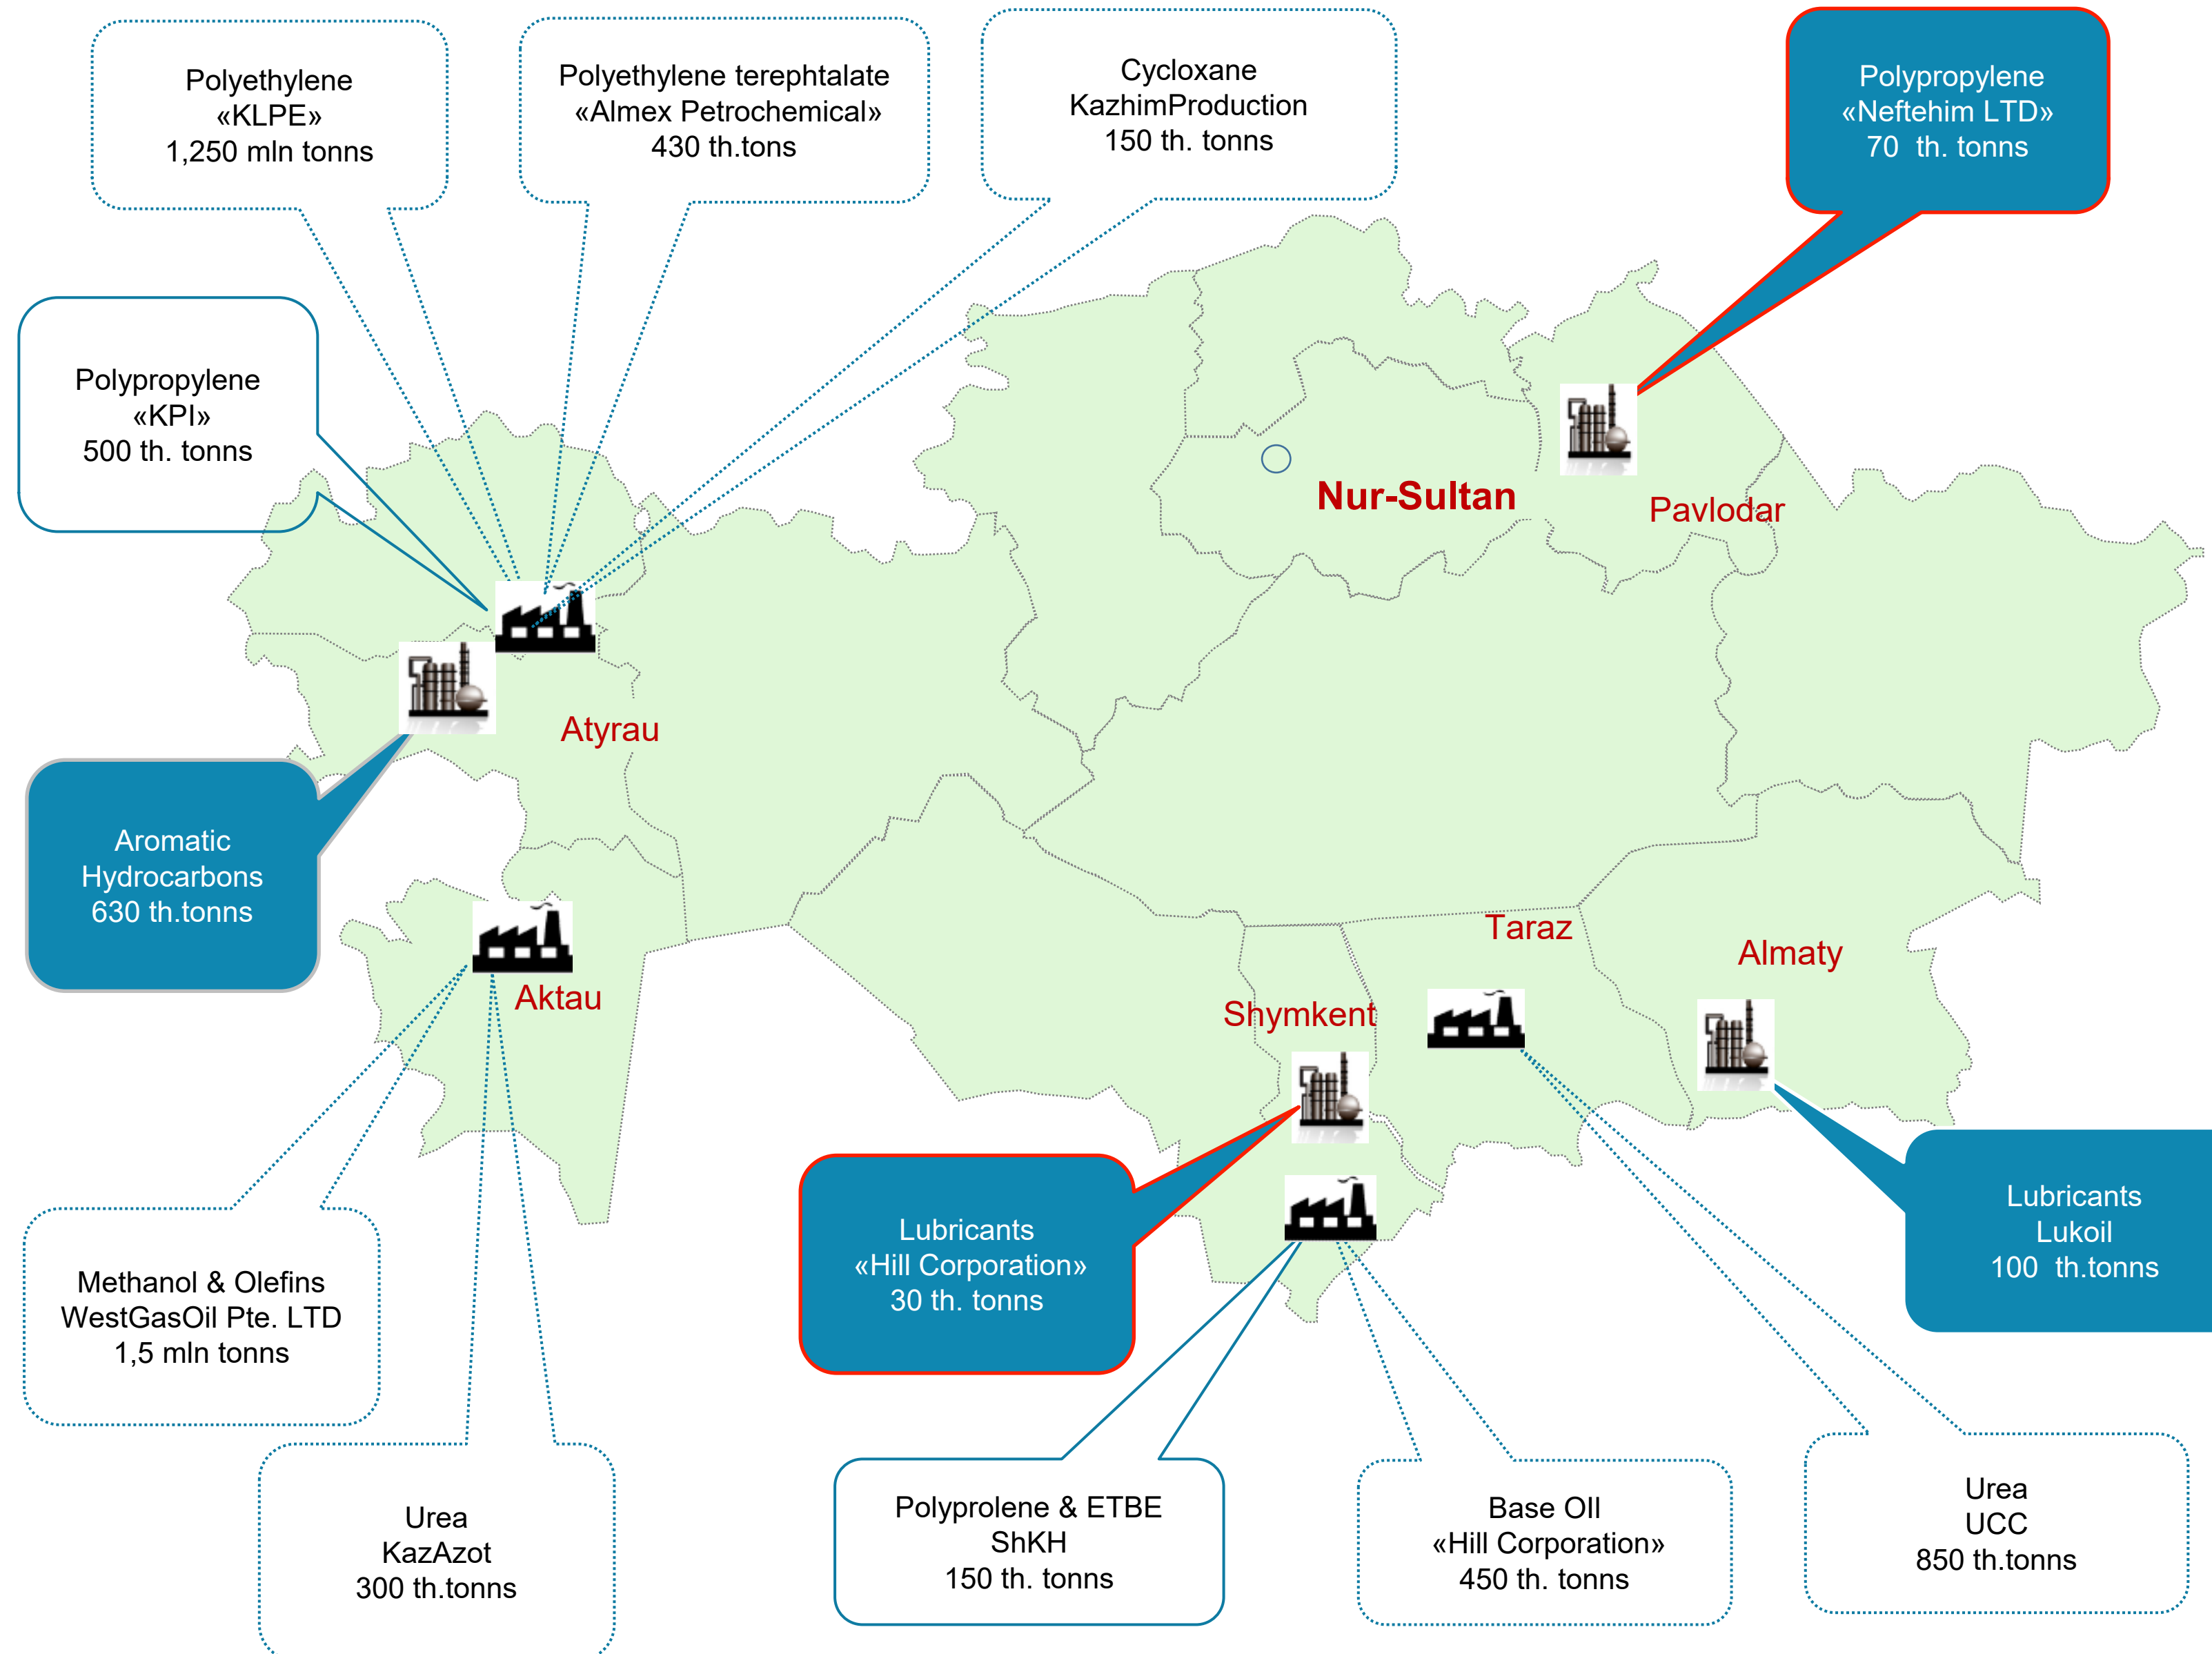 Polyethylene
«KLPE»
1,250 mln tonns
Polyethylene terephtalate
«Almex Petrochemical»
430 th.tons
Cycloxane
KazhimProduction
150 th. tonns
Polypropylene
«Neftehim LTD»
70 th. tonns
Polypropylene
«KPI»
500 th. tonns
Nur-Sultan
Pavlodar
Atyrau
Aromatic
Hydrocarbons
630 th.tonns
Aktau
Taraz
Almaty
Shymkent
Lubricants
«Hill Corporation»
30 th. tonns
Lubricants
Lukoil
100 th.tonns
Methanol & Olefins
WestGasOil Pte. LTD
1,5 mln tonns
Urea
KazAzot
300 th.tonns
Polyprolene & ETBE
ShKH
150 th. tonns
Base OIl
«Hill Corporation»
450 th. tonns
Urea
UCC
850 th.tonns